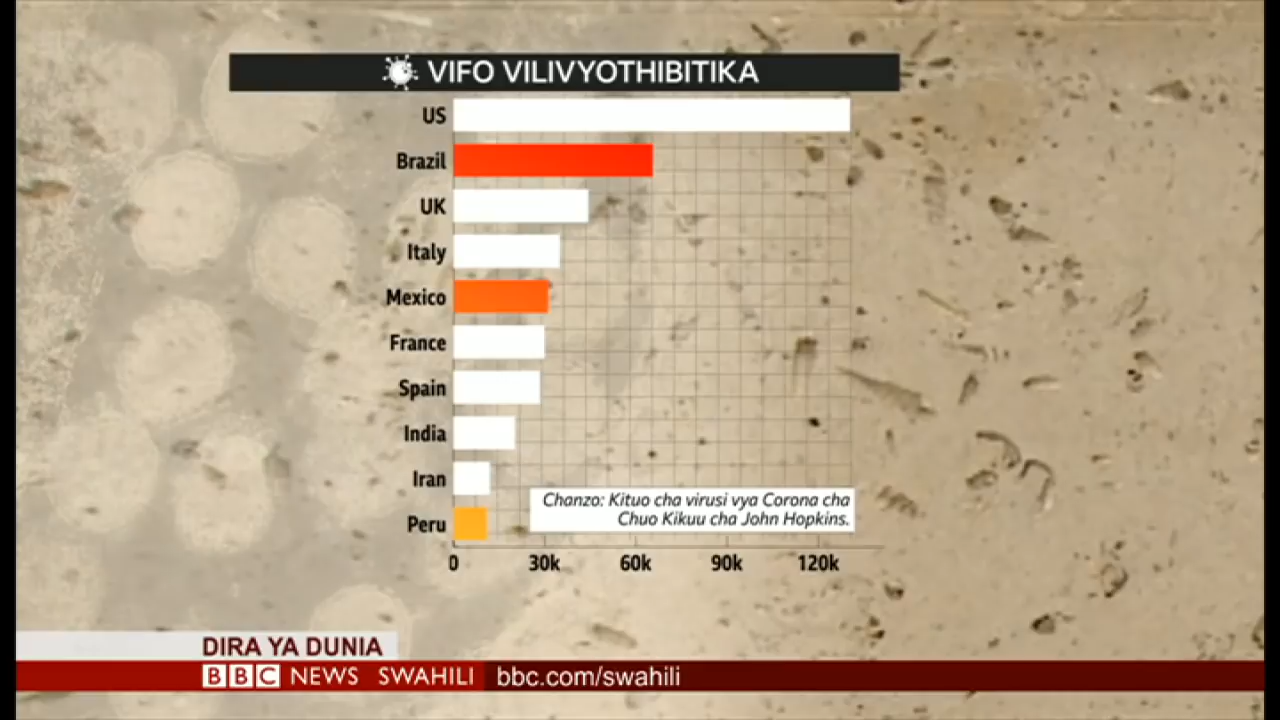 VIFO VILIVYOTHIBITIKA
US
Brazil
UK
Italy
Mexico
France
Spain
India
Iran
Peru
Chanzo: Kituo cha virusi vya Corona cha
Chuo Kikuu cha John Hopkins.
0 30k 60k 90k 120k
DIRA YA DUNIA
BBC NEWS SWAHILI bbc.com/swahili